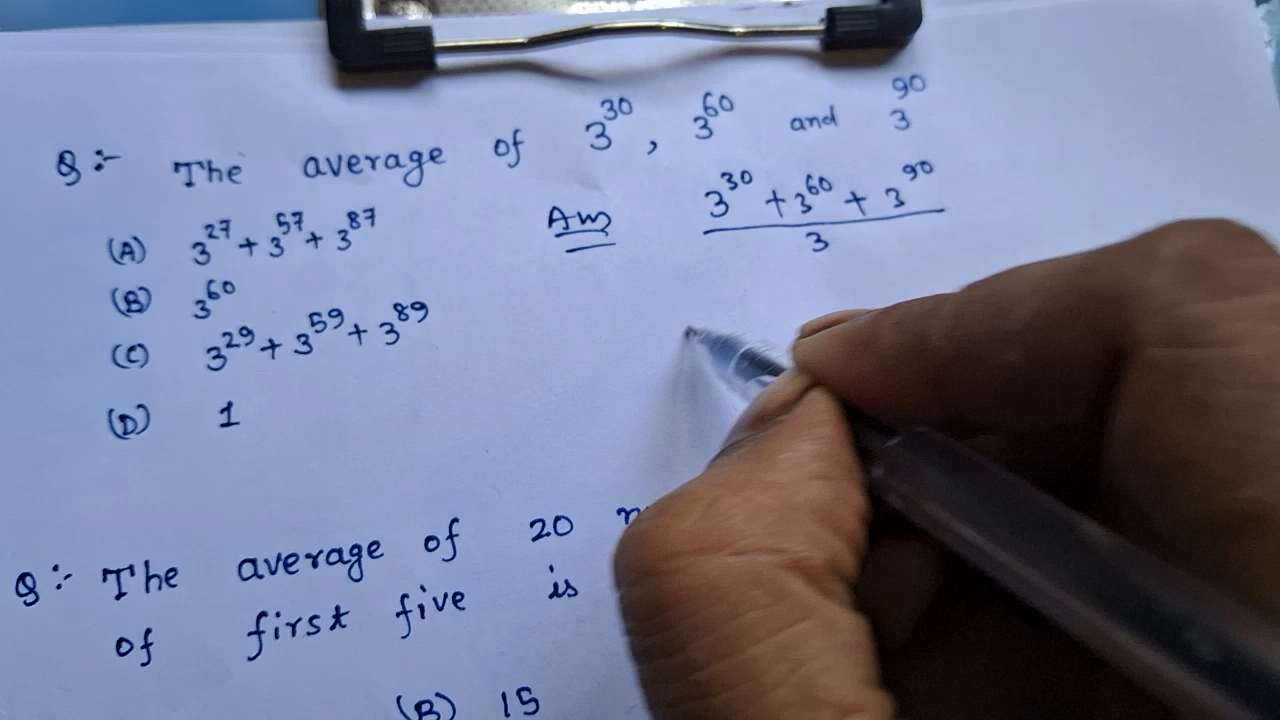 Q:- The average of 3^30, 3^60 and 3^90
(A) 3^27 + 3^57 + 3^87
Ans (3^30 + 3^60 + 3^90) / 3
(B) 3^60
(C) 3^29 + 3^59 + 3^89
(D) 1
Q:- The average of 20
of first five is
(B) 15